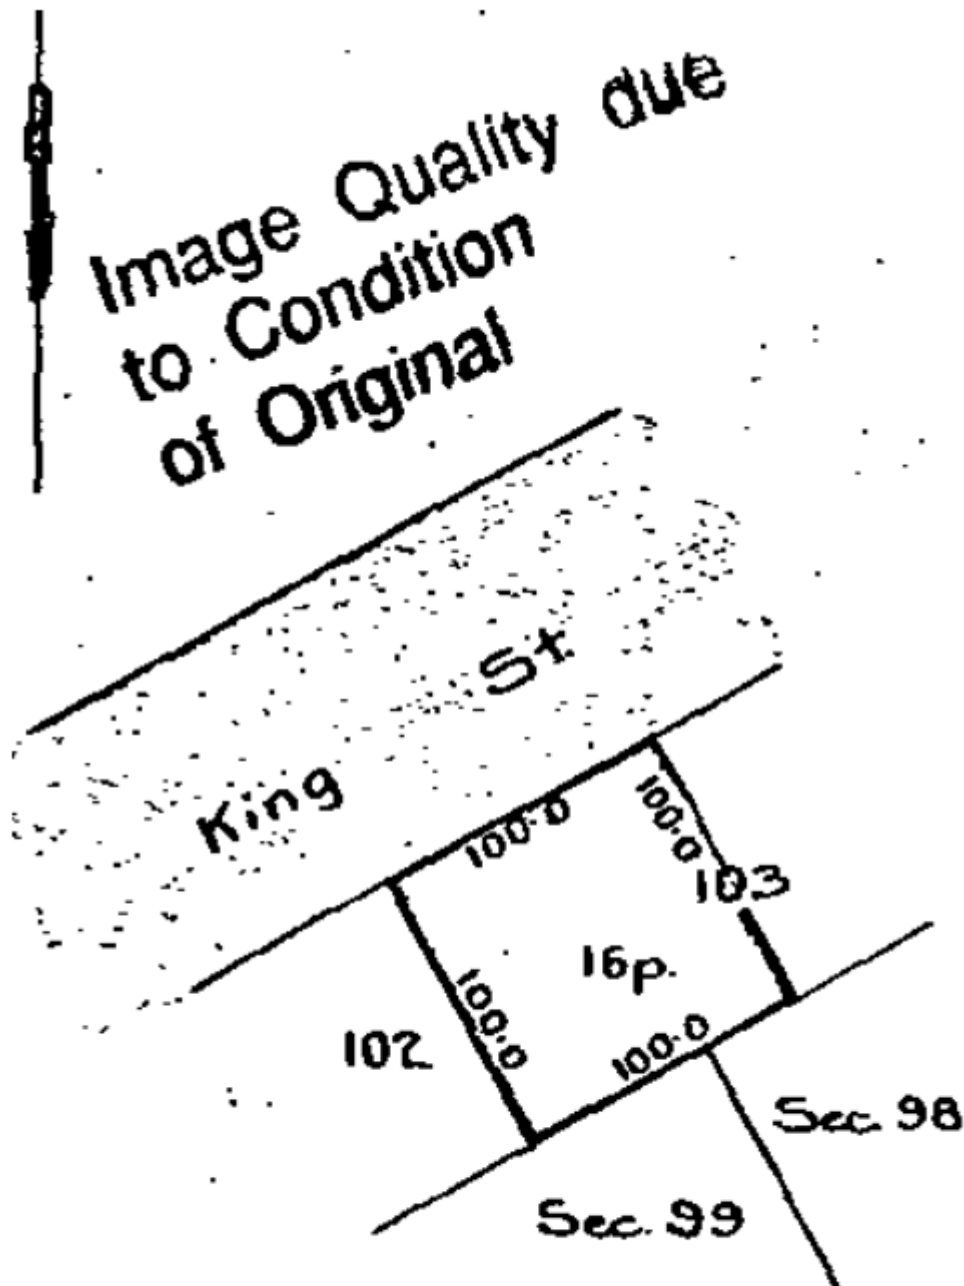 Image Quality due
to Condition
of Original
King St.
100·0
100·0
103
16p.
100·0
102
100·0
Sec. 98
Sec. 99